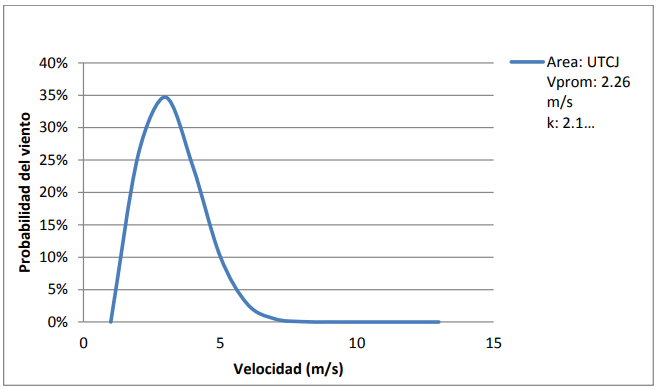 40%
35%
30%
25%
20%
15%
10%
5%
0%
Probabilidad del viento
0 5 10 15
Velocidad (m/s)
Area: UTCJ
Vprom: 2.26
m/s
k: 2.1...